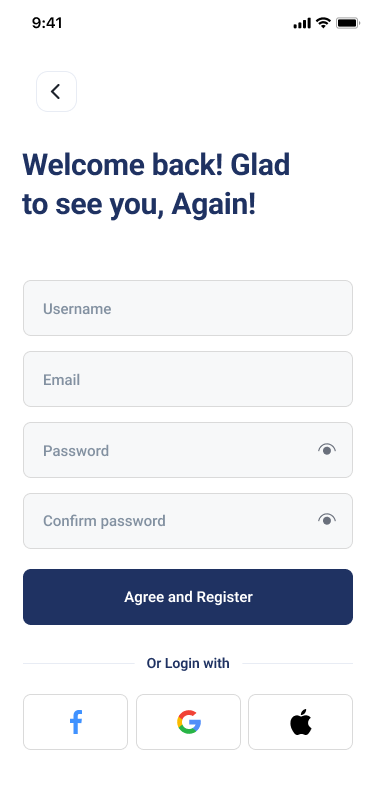 9:41
Welcome back! Glad
to see you, Again!
Username
Email
Password
Confirm password
Agree and Register
Or Login with